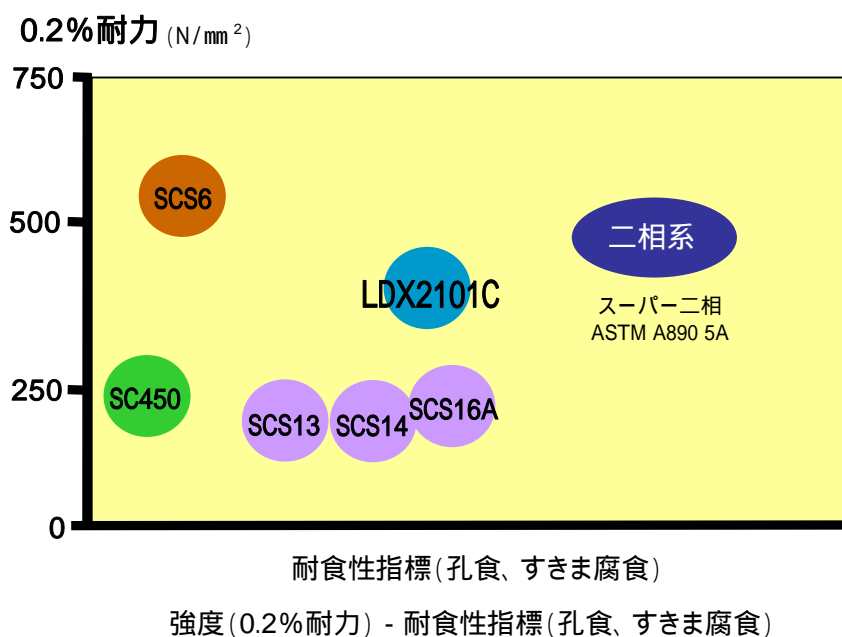 0.2%耐力 (N/mm²)
750
SCS6
500
二相系
LDX2101C
スーパー二相
ASTM A890 5A
250
SC450
SCS16A
SCS13
SCS14
0
耐食性指標(孔食、すきま腐食)
強度(0.2%耐力) - 耐食性指標(孔食、すきま腐食)